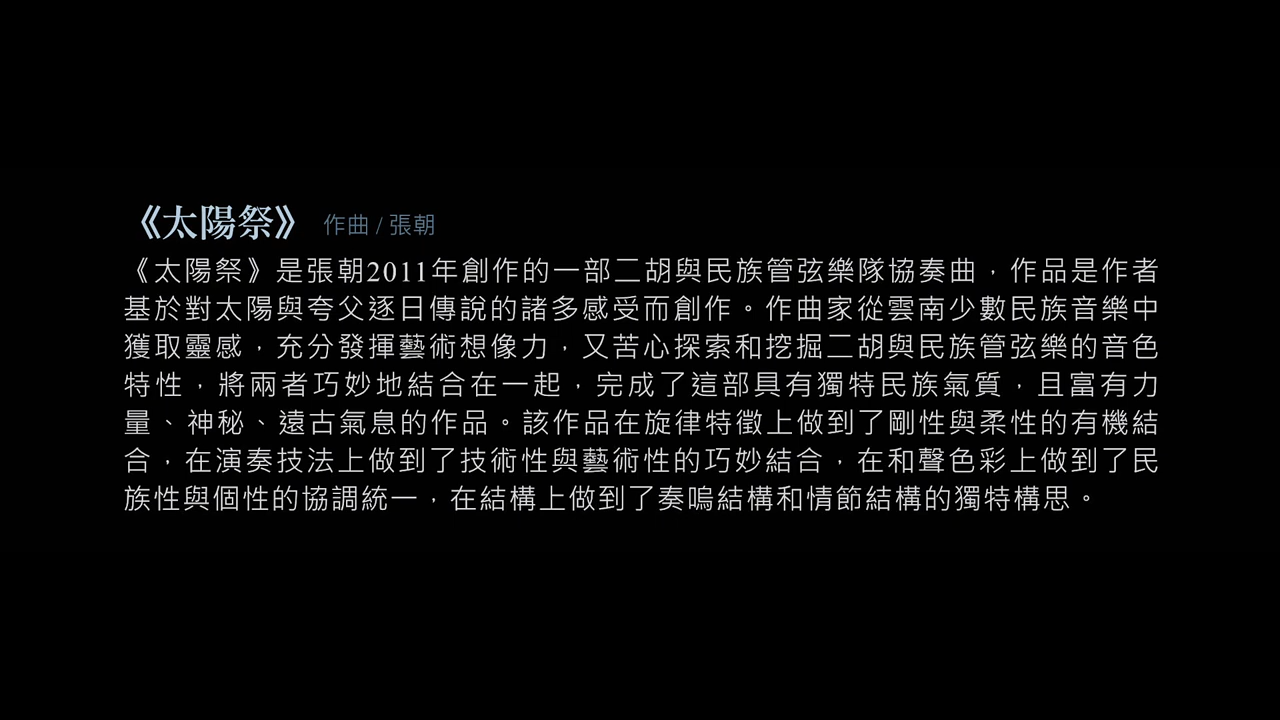 《太陽祭》 作曲 / 張朝
《太陽祭》是張朝2011年創作的一部二胡與民族管弦樂隊協奏曲，作品是作者
基於對太陽與夸父逐日傳說的諸多感受而創作。作曲家從雲南少數民族音樂中
獲取靈感，充分發揮藝術想像力，又苦心探索和挖掘二胡與民族管弦樂的音色
特性，將兩者巧妙地結合在一起，完成了這部具有獨特民族氣質，且富有力
量、神秘、遠古氣息的作品。該作品在旋律特徵上做到了剛性與柔性的有機結
合，在演奏技法上做到了技術性與藝術性的巧妙結合，在和聲色彩上做到了民
族性與個性的協調統一，在結構上做到了奏嗚結構和情節結構的獨特構思。